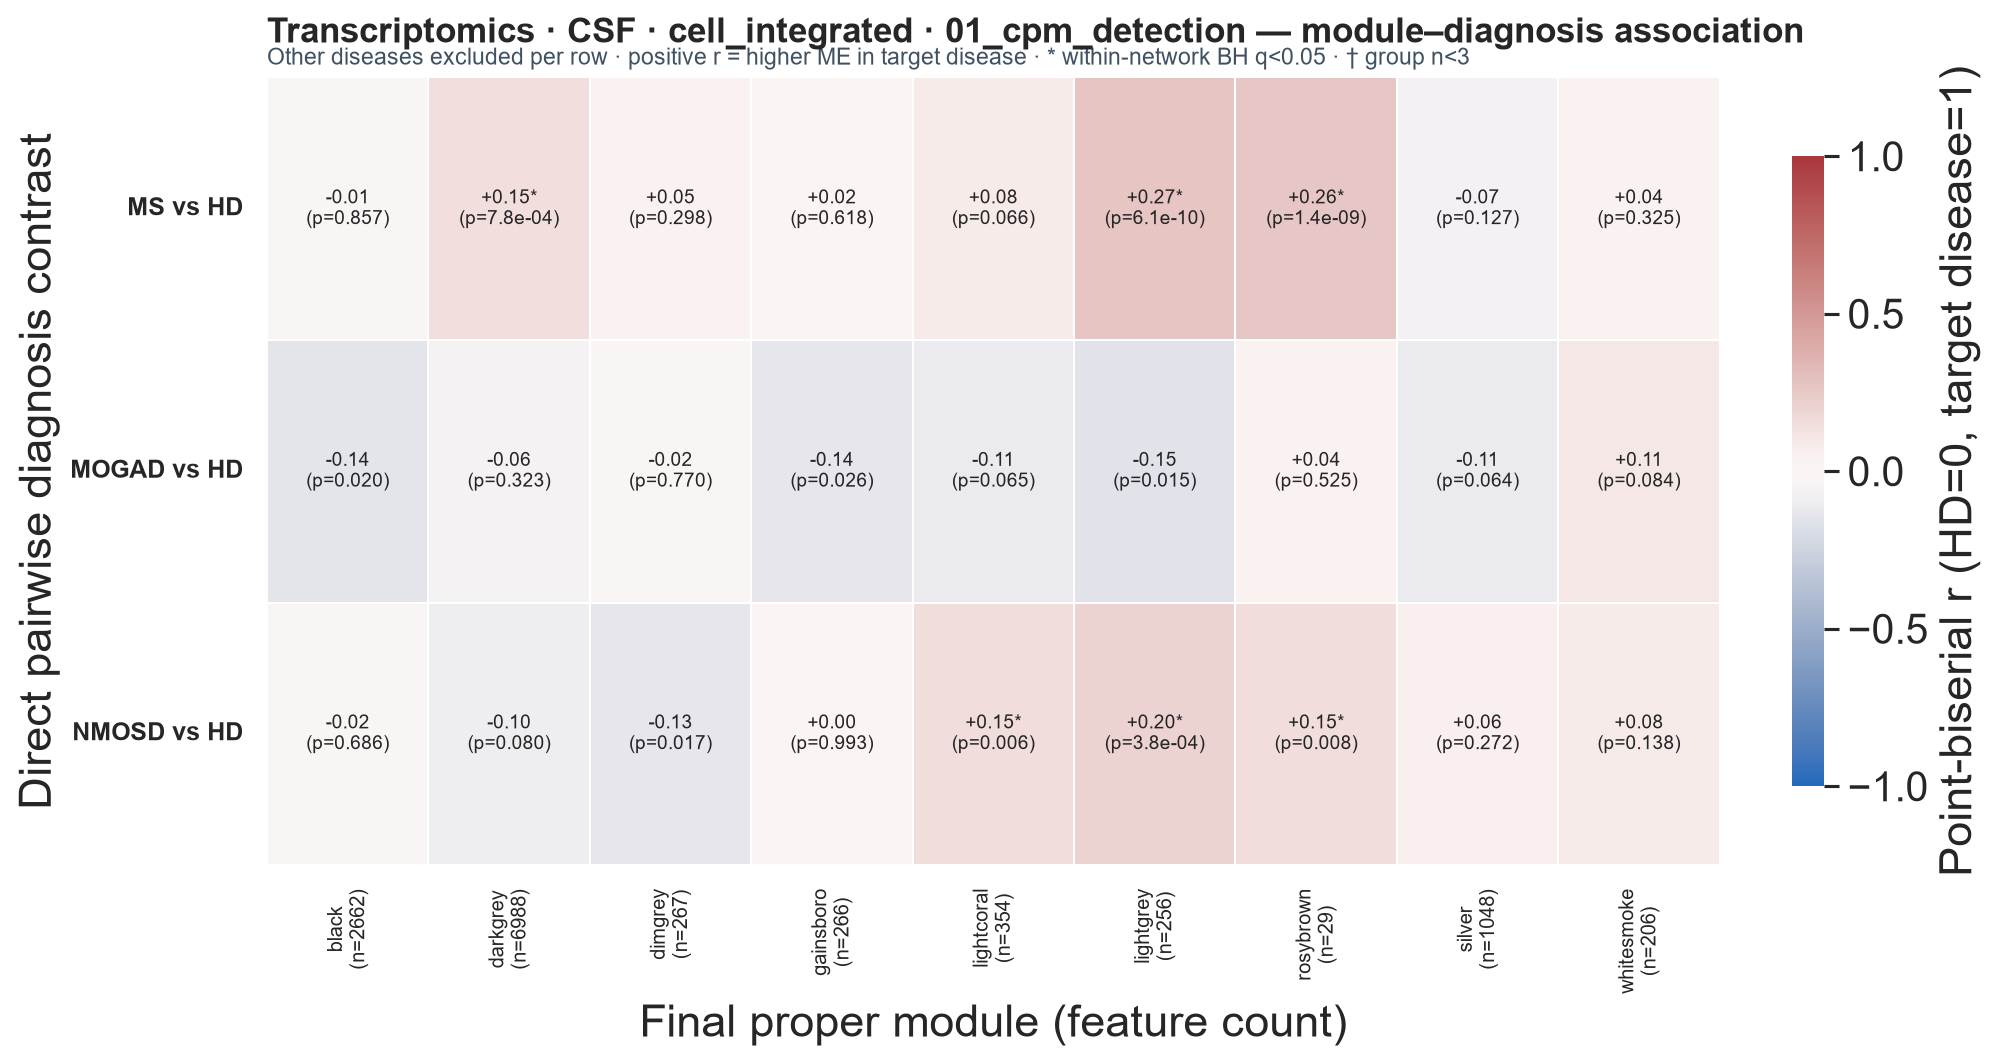 Transcriptomics · CSF · cell_integrated · 01_cpm_detection — module–diagnosis association
Other diseases excluded per row · positive r = higher ME in target disease · * within-network BH q<0.05 · † group n<3
Direct pairwise diagnosis contrast
MS vs HD
-0.01
(p=0.857)
+0.15*
(p=7.8e-04)
+0.05
(p=0.298)
+0.02
(p=0.618)
+0.08
(p=0.066)
+0.27*
(p=6.1e-10)
+0.26*
(p=1.4e-09)
-0.07
(p=0.127)
+0.04
(p=0.325)
MOGAD vs HD
-0.14
(p=0.020)
-0.06
(p=0.323)
-0.02
(p=0.770)
-0.14
(p=0.026)
-0.11
(p=0.065)
-0.15
(p=0.015)
+0.04
(p=0.525)
-0.11
(p=0.064)
+0.11
(p=0.084)
NMOSD vs HD
-0.02
(p=0.686)
-0.10
(p=0.080)
-0.13
(p=0.017)
+0.00
(p=0.993)
+0.15*
(p=0.006)
+0.20*
(p=3.8e-04)
+0.15*
(p=0.008)
+0.06
(p=0.272)
+0.08
(p=0.138)
black
(n=2662)
darkgrey
(n=6988)
dimgrey
(n=267)
gainsboro
(n=266)
lightcoral
(n=354)
lightgrey
(n=256)
rosybrown
(n=29)
silver
(n=1048)
whitesmoke
(n=206)
Final proper module (feature count)
1.0
0.5
0.0
−0.5
−1.0
Point-biserial r (HD=0, target disease=1)